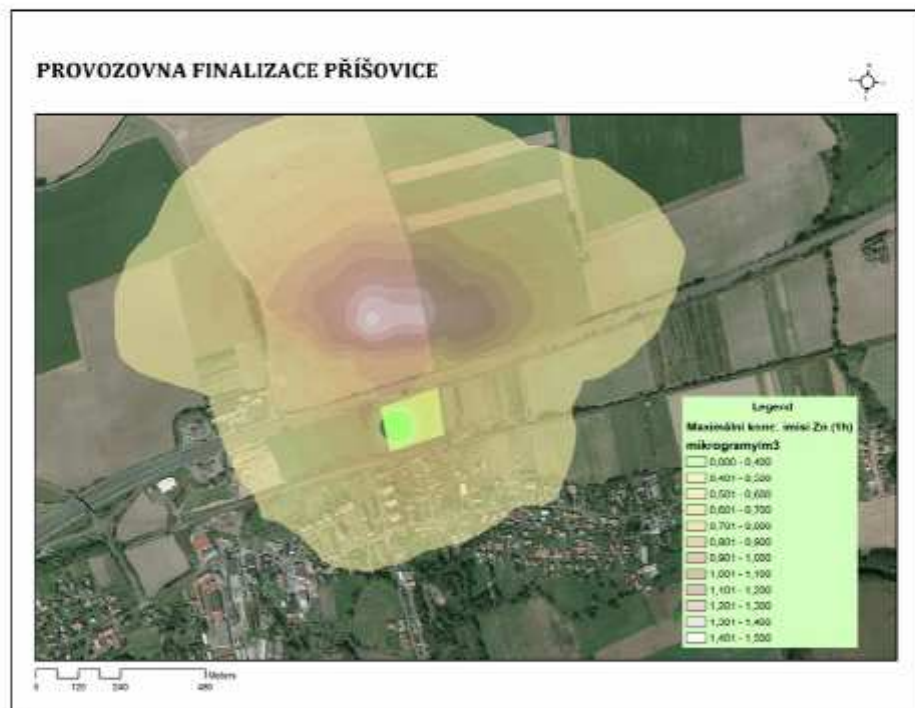 PROVOZOVNA FINALIZACE PŘÍŠOVICE
Legend
Maximální konc. imisí Zn (1h)
mikrogramy/m3
0,000 - 0,400
0,401 - 0,500
0,501 - 0,600
0,601 - 0,700
0,701 - 0,800
0,801 - 0,900
0,901 - 1,000
1,001 - 1,100
1,101 - 1,200
1,201 - 1,300
1,301 - 1,400
1,401 - 1,500
Meters
0 120 240 480